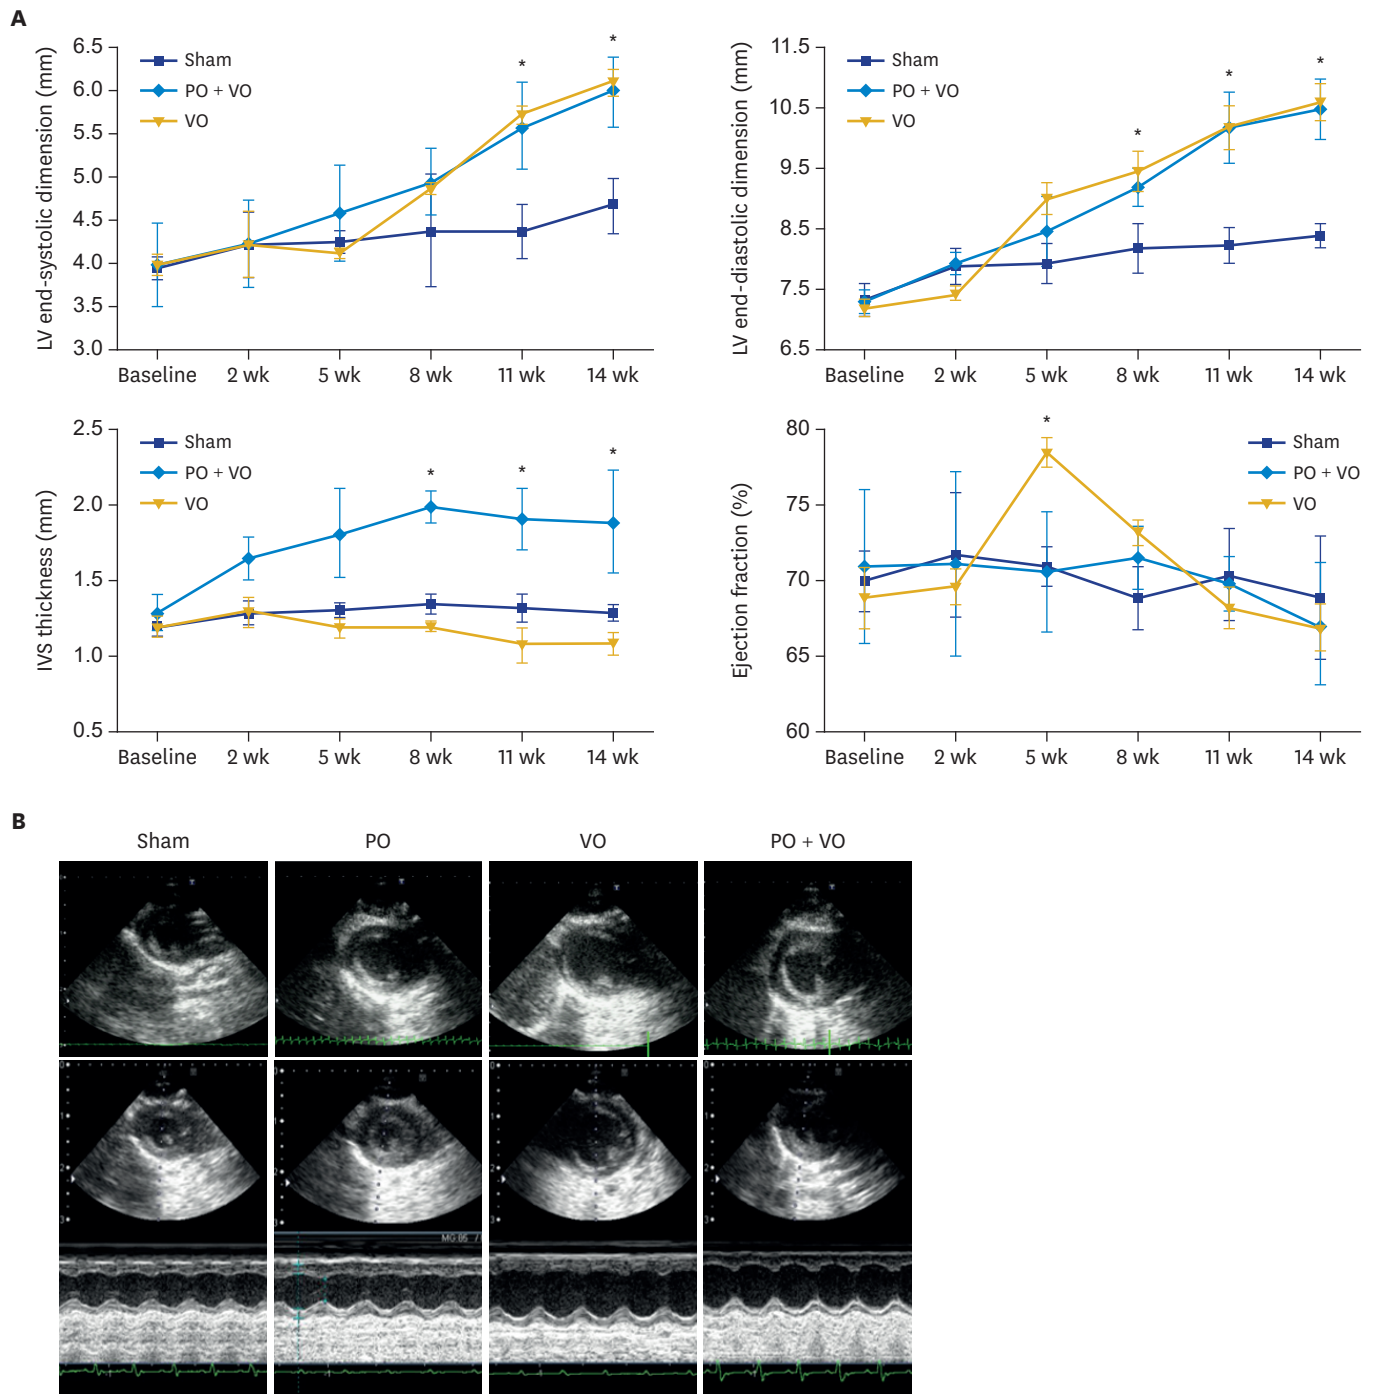 A
LV end-systolic dimension (mm)
6.5
6.0
5.5
5.0
4.5
4.0
3.5
3.0
Sham
PO + VO
VO
*
*
Baseline 2 wk 5 wk 8 wk 11 wk 14 wk
LV end-diastolic dimension (mm)
11.5
10.5
9.5
8.5
7.5
6.5
Sham
PO + VO
VO
*
*
*
Baseline 2 wk 5 wk 8 wk 11 wk 14 wk
IVS thickness (mm)
2.5
2.0
1.5
1.0
0.5
Sham
PO + VO
VO
*
*
*
Baseline 2 wk 5 wk 8 wk 11 wk 14 wk
Ejection fraction (%)
80
75
70
65
60
*
Sham
PO + VO
VO
Baseline 2 wk 5 wk 8 wk 11 wk 14 wk
B
Sham PO VO PO + VO